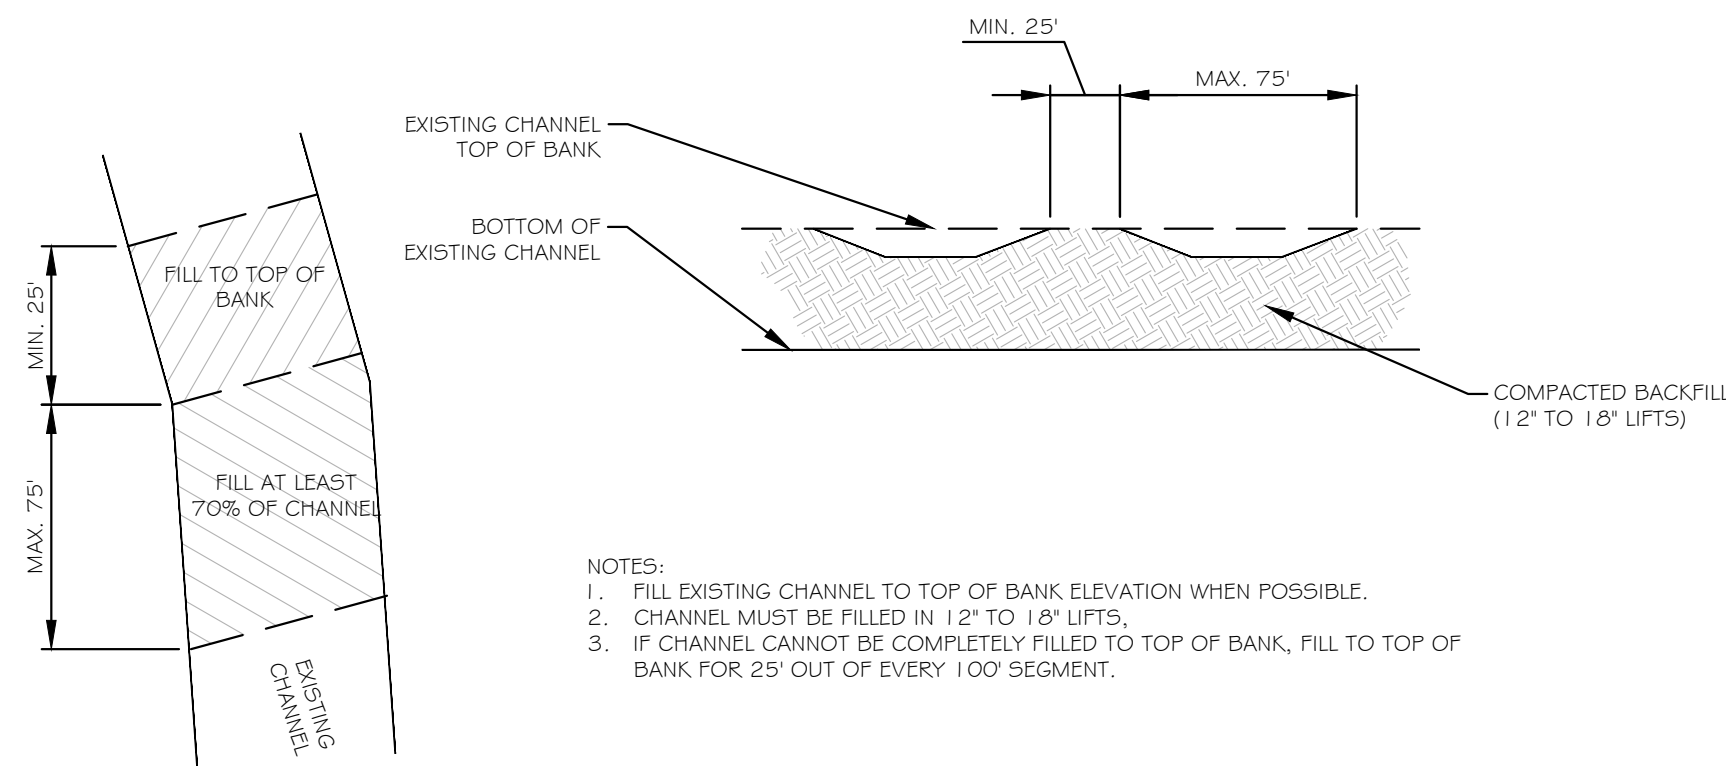 MIN. 25'
MAX. 75'
EXISTING CHANNEL
TOP OF BANK
BOTTOM OF
EXISTING CHANNEL
COMPACTED BACKFILL
(12" TO 18" LIFTS)
MIN. 25'
FILL TO TOP OF
BANK
MAX. 75'
FILL AT LEAST
70% OF CHANNEL
EXISTING
CHANNEL
NOTES:
1. FILL EXISTING CHANNEL TO TOP OF BANK ELEVATION WHEN POSSIBLE.
2. CHANNEL MUST BE FILLED IN 12" TO 18" LIFTS,
3. IF CHANNEL CANNOT BE COMPLETELY FILLED TO TOP OF BANK, FILL TO TOP OF
BANK FOR 25' OUT OF EVERY 100' SEGMENT.